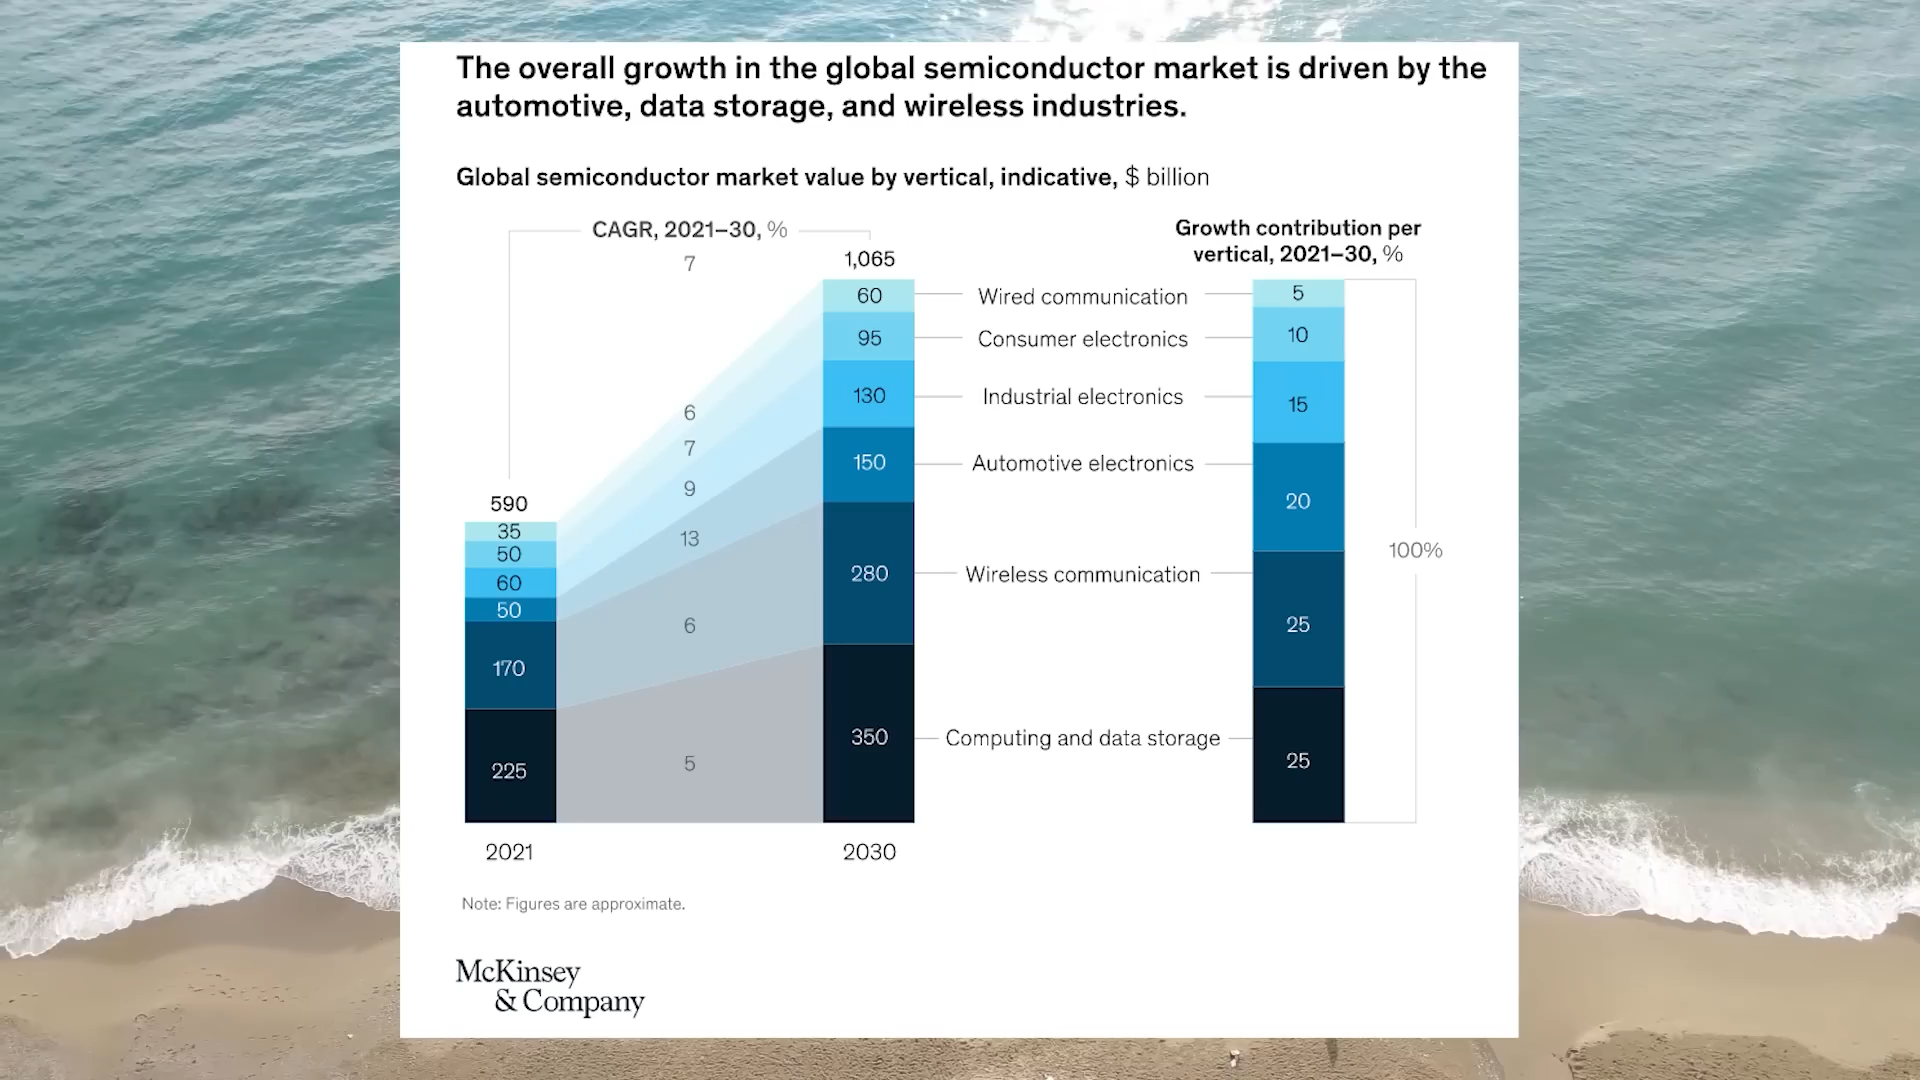 The overall growth in the global semiconductor market is driven by the
automotive, data storage, and wireless industries.
Global semiconductor market value by vertical, indicative, $ billion
CAGR, 2021–30, %
7
Growth contribution per
vertical, 2021–30, %
1,065
60
Wired communication
5
95
Consumer electronics
10
130
Industrial electronics
15
6
7
150
Automotive electronics
9
20
590
35
50
13
60
280
Wireless communication
100%
50
6
25
170
350
Computing and data storage
225
5
25
2021
2030
Note: Figures are approximate.
McKinsey
& Company